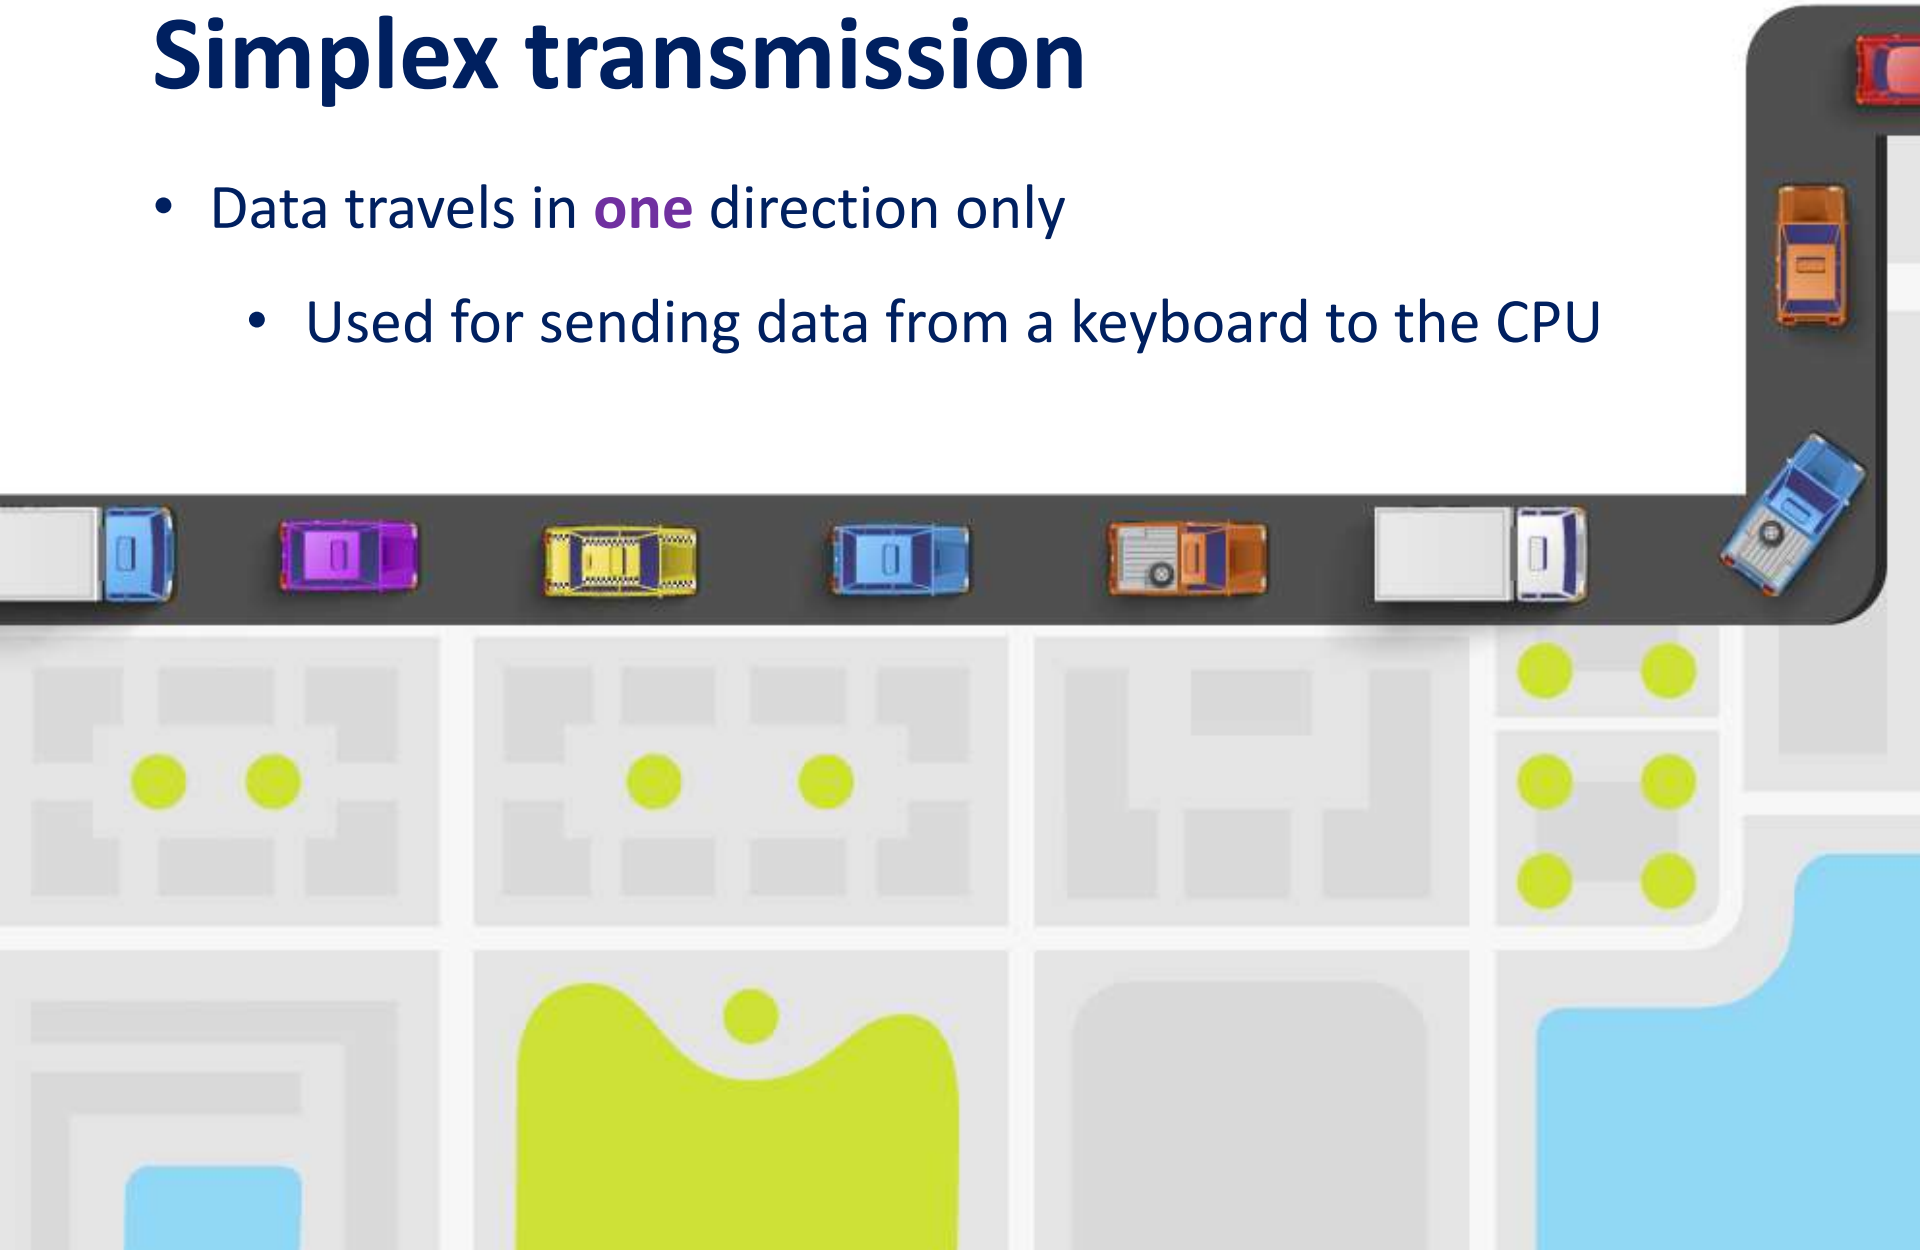 Simplex transmission
• Data travels in one direction only
• Used for sending data from a keyboard to the CPU